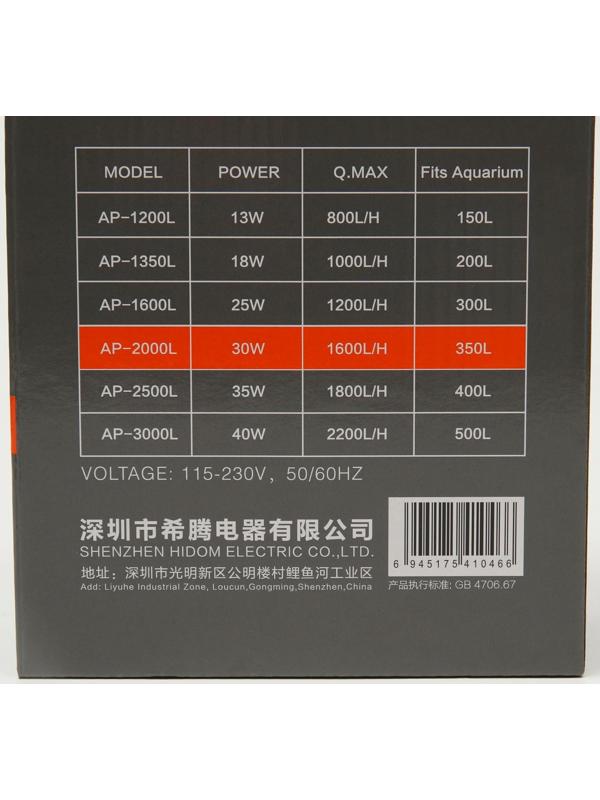 MODEL POWER Q.MAX Fits Aquarium
AP-1200L 13W 800L/H 150L
AP-1350L 18W 1000L/H 200L
AP-1600L 25W 1200L/H 300L
AP-2000L 30W 1600L/H 350L
AP-2500L 35W 1800L/H 400L
AP-3000L 40W 2200L/H 500L
VOLTAGE: 115-230V, 50/60HZ
深圳市希腾电器有限公司
SHENZHEN HIDOM ELECTRIC CO.,LTD.
地址: 深圳市光明新区公明楼村鲤鱼河工业区
Add: Liyuhe Industrial Zone, Loucun,Gongming,Shenzhen,China
6 945175 410466
产品执行标准: GB 4706.67